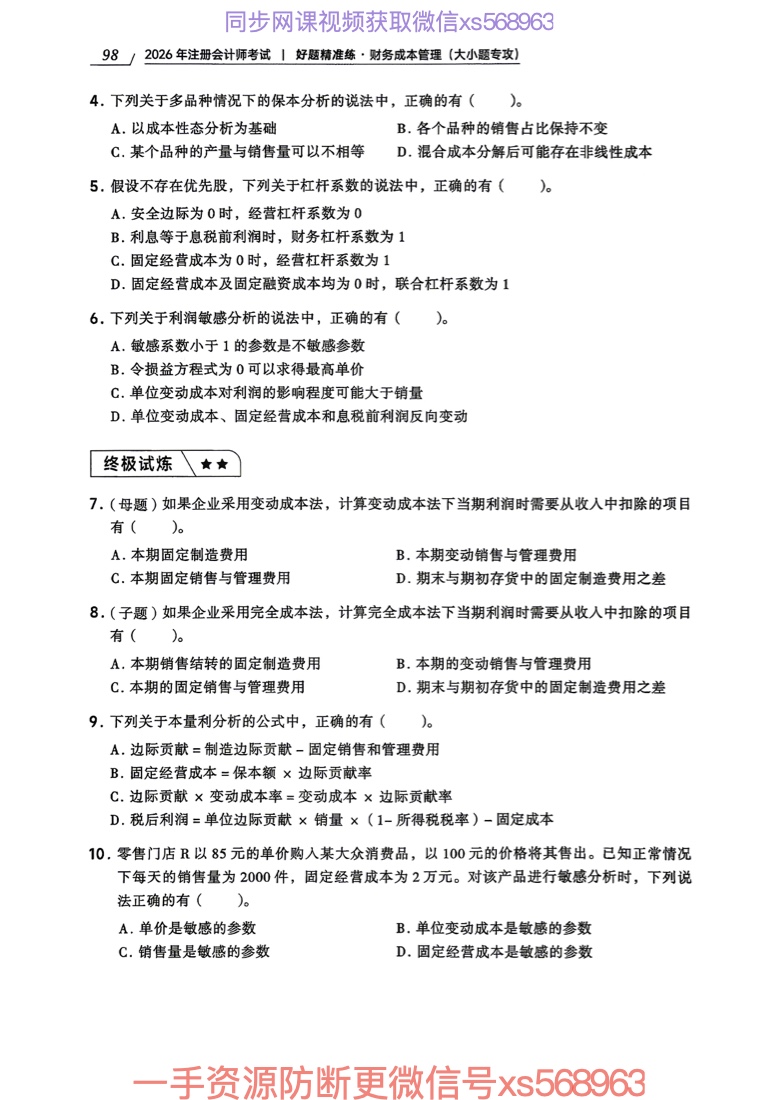 同步网课视频获取微信xs568963
98 / 2026年注册会计师考试 | 好题精准练·财务成本管理（大小题专攻）
4. 下列关于多品种情况下的保本分析的说法中，正确的有（　　）。
A. 以成本性态分析为基础　　B. 各个品种的销售占比保持不变
C. 某个品种的产量与销售量可以不相等　　D. 混合成本分解后可能存在非线性成本
5. 假设不存在优先股，下列关于杠杆系数的说法中，正确的有（　　）。
A. 安全边际为0时，经营杠杆系数为0
B. 利息等于息税前利润时，财务杠杆系数为1
C. 固定经营成本为0时，经营杠杆系数为1
D. 固定经营成本及固定融资成本均为0时，联合杠杆系数为1
6. 下列关于利润敏感分析的说法中，正确的有（　　）。
A. 敏感系数小于1的参数是不敏感参数
B. 令损益方程式为0可以求得最高单价
C. 单位变动成本对利润的影响程度可能大于销量
D. 单位变动成本、固定经营成本和息税前利润反向变动
终极试炼 ★★
7.（母题）如果企业采用变动成本法，计算变动成本法下当期利润时需要从收入中扣除的项目
有（　　）。
A. 本期固定制造费用　　B. 本期变动销售与管理费用
C. 本期固定销售与管理费用　　D. 期末与期初存货中的固定制造费用之差
8.（子题）如果企业采用完全成本法，计算完全成本法下当期利润时需要从收入中扣除的项目
有（　　）。
A. 本期销售结转的固定制造费用　　B. 本期的变动销售与管理费用
C. 本期的固定销售与管理费用　　D. 期末与期初存货中的固定制造费用之差
9. 下列关于本量利分析的公式中，正确的有（　　）。
A. 边际贡献 = 制造边际贡献 − 固定销售和管理费用
B. 固定经营成本 = 保本额 × 边际贡献率
C. 边际贡献 × 变动成本率 = 变动成本 × 边际贡献率
D. 税后利润 = 单位边际贡献 × 销量 ×（1−所得税税率）− 固定成本
10. 零售门店R以85元的单价购入某大众消费品，以100元的价格将其售出。已知正常情况
下每天的销售量为2000件，固定经营成本为2万元。对该产品进行敏感分析时，下列说
法正确的有（　　）。
A. 单价是敏感的参数　　B. 单位变动成本是敏感的参数
C. 销售量是敏感的参数　　D. 固定经营成本是敏感的参数
一手资源防断更微信号xs568963